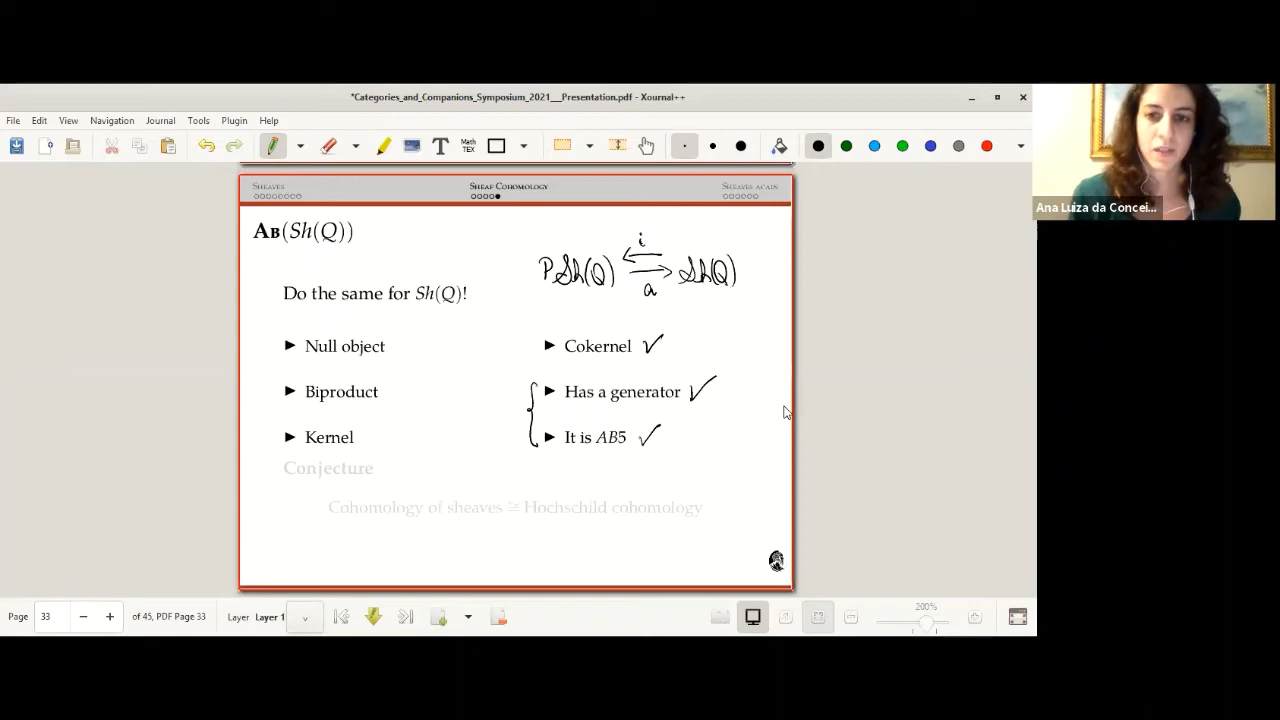 *Categories_and_Companions_Symposium_2021__Presentation.pdf - Xournal++
File Edit View Navigation Journal Tools Plugin Help
T Math TEX
Ana Luiza da Concei...
Sheaves Sheaf Cohomology Sheaves again
Ab(Sh(Q))
PSh(Q) i a Sh(Q)
Do the same for Sh(Q)!
► Null object ► Cokernel ✓
► Biproduct ► Has a generator ✓
► Kernel ► It is AB5 ✓
Conjecture
Cohomology of sheaves ≅ Hochschild cohomology
Page 33 − + of 45, PDF Page 33 Layer Layer 1 200%